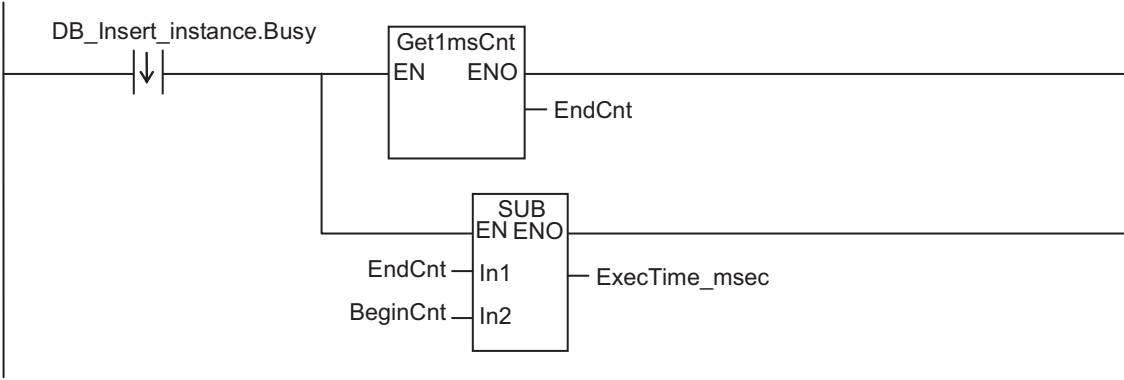 DB_Insert_instance.Busy
Get1msCnt
EN ENO
EndCnt
SUB
EN ENO
EndCnt In1
ExecTime_msec
BeginCnt In2